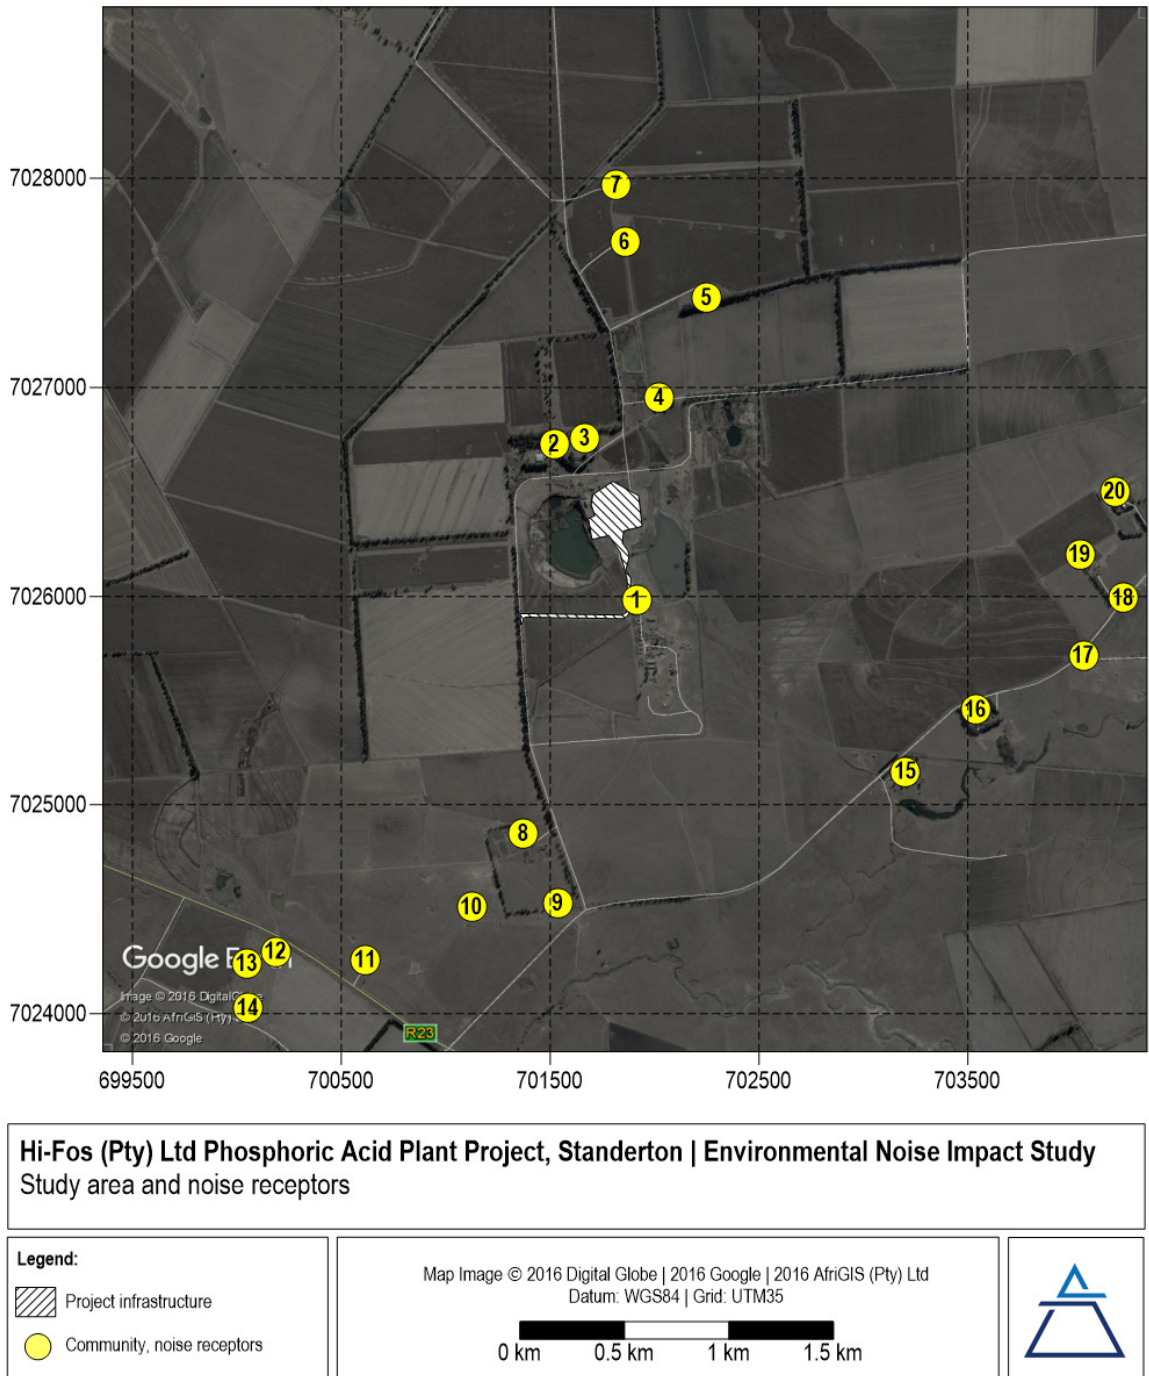 7028000
7027000
7026000
7025000
7024000
7
6
5
4
3
2
20
19
1
18
17
16
15
8
9
10
12
11
13
14
Google E
Image © 2016 DigitalGlobe
© 2016 AfriGIS (Pty)
© 2016 Google
R23
699500 700500 701500 702500 703500
Hi-Fos (Pty) Ltd Phosphoric Acid Plant Project, Standerton | Environmental Noise Impact Study
Study area and noise receptors
Legend:
Project infrastructure
Community, noise receptors
Map Image © 2016 Digital Globe | 2016 Google | 2016 AfriGIS (Pty) Ltd
Datum: WGS84 | Grid: UTM35
0 km 0.5 km 1 km 1.5 km